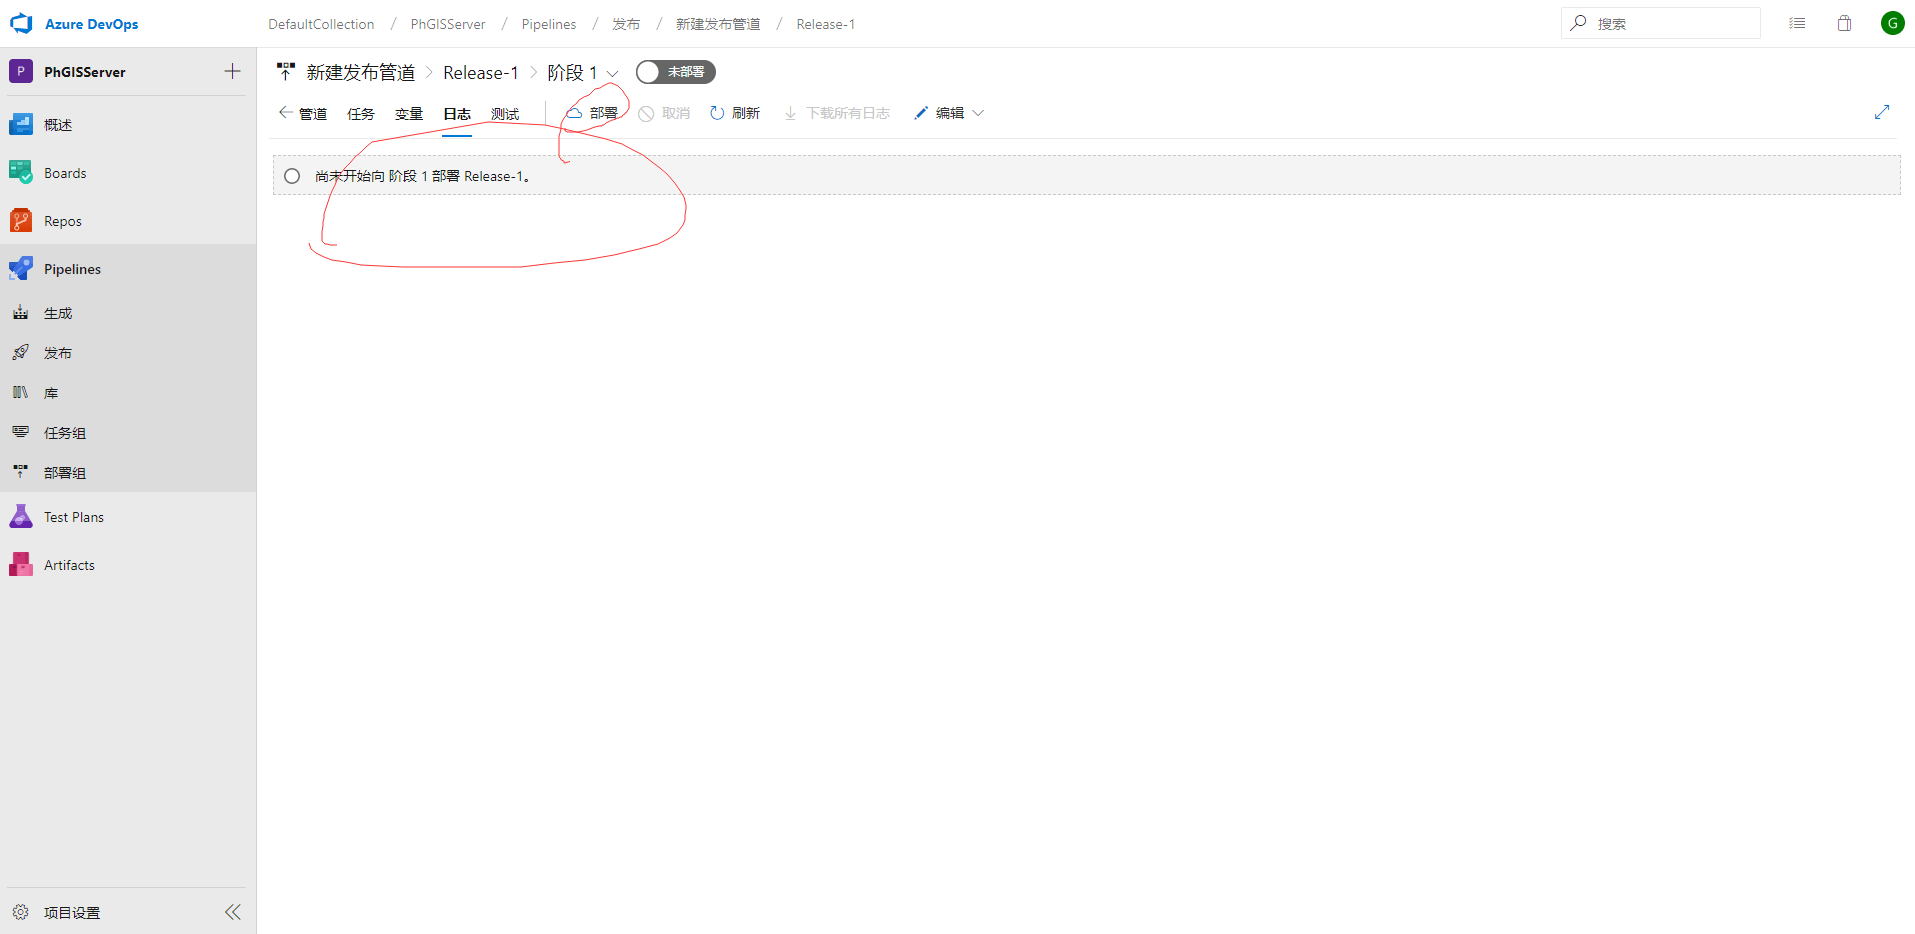 Azure DevOps
DefaultCollection / PhGISServer / Pipelines / 发布 / 新建发布管道 / Release-1
搜索
G
P PhGISServer
新建发布管道 > Release-1 > 阶段 1 未部署
管道 任务 变量 日志 测试 部署 取消 刷新 下载所有日志 编辑
尚未开始向 阶段 1 部署 Release-1。
概述
Boards
Repos
Pipelines
生成
发布
库
任务组
部署组
Test Plans
Artifacts
项目设置